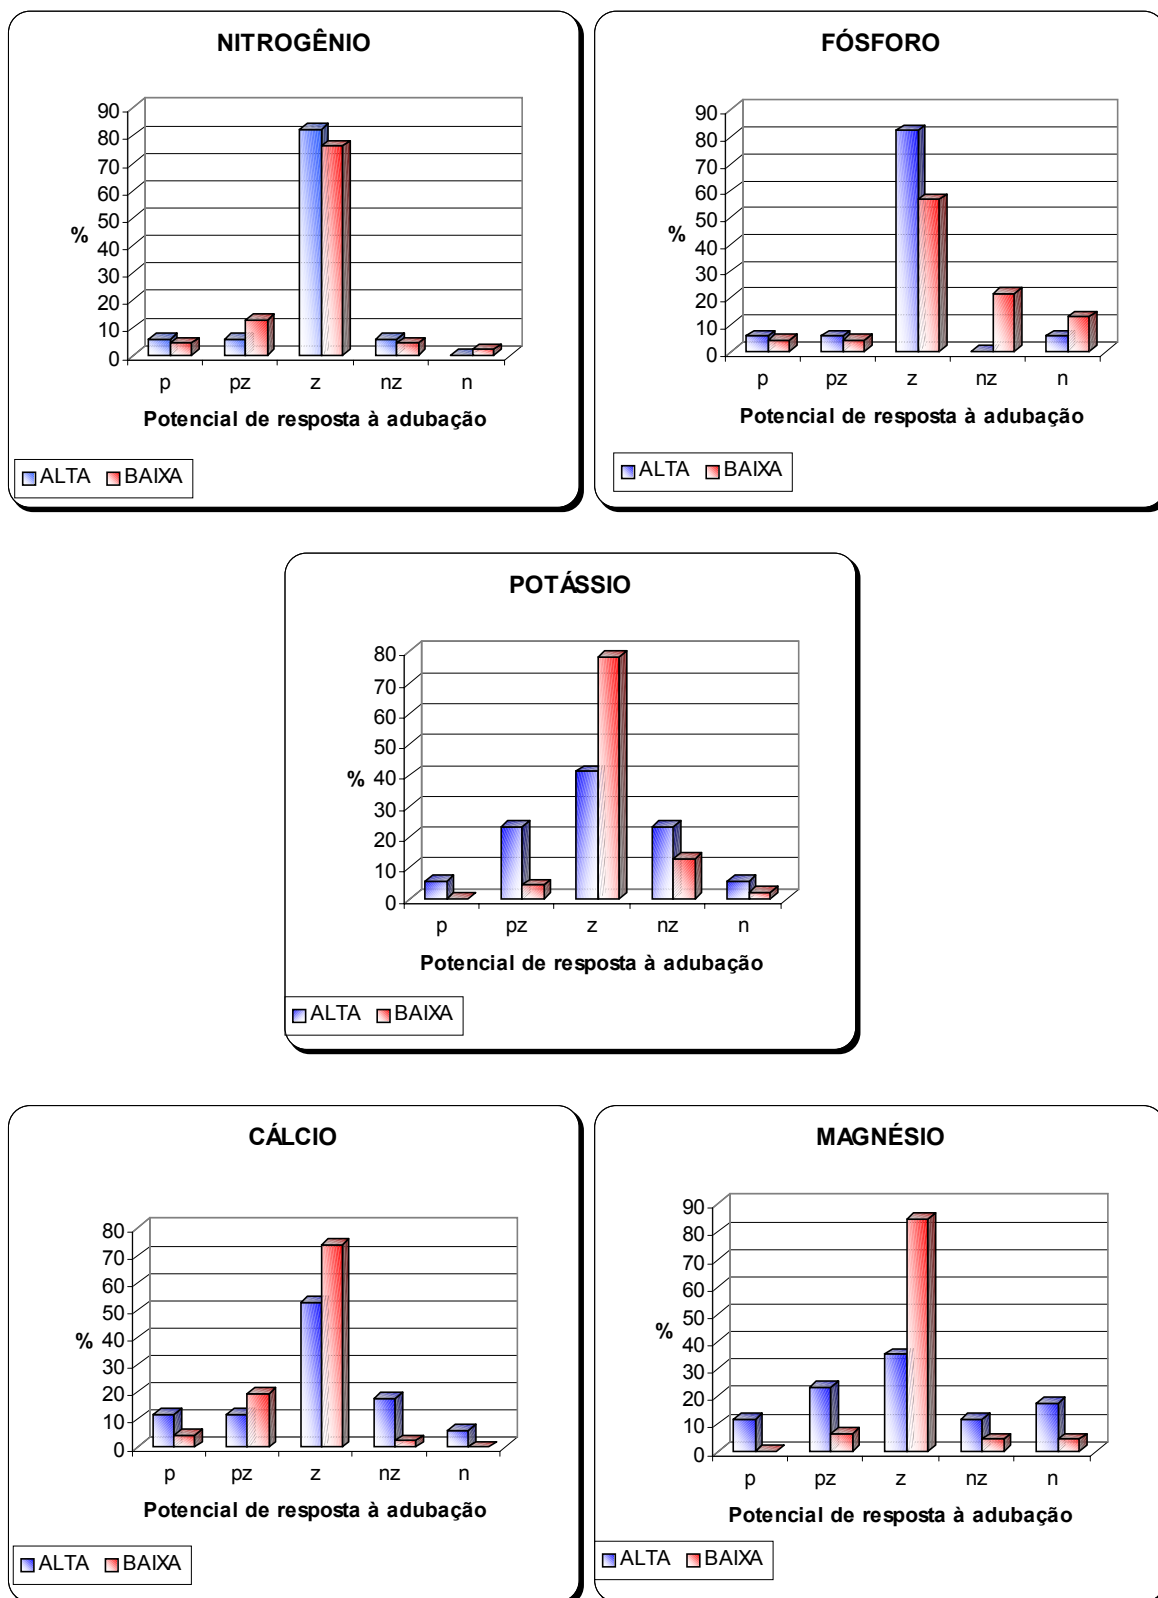 NITROGÊNIO
90
80
70
60
50
40
30
20
10
0
%
p pz z nz n
Potencial de resposta à adubação
ALTA BAIXA
FÓSFORO
90
80
70
60
50
40
30
20
10
0
%
p pz z nz n
Potencial de resposta à adubação
ALTA BAIXA
POTÁSSIO
80
70
60
50
40
30
20
10
0
%
p pz z nz n
Potencial de resposta à adubação
ALTA BAIXA
CÁLCIO
80
70
60
50
40
30
20
10
0
%
p pz z nz n
Potencial de resposta à adubação
ALTA BAIXA
MAGNÉSIO
90
80
70
60
50
40
30
20
10
0
%
p pz z nz n
Potencial de resposta à adubação
ALTA BAIXA